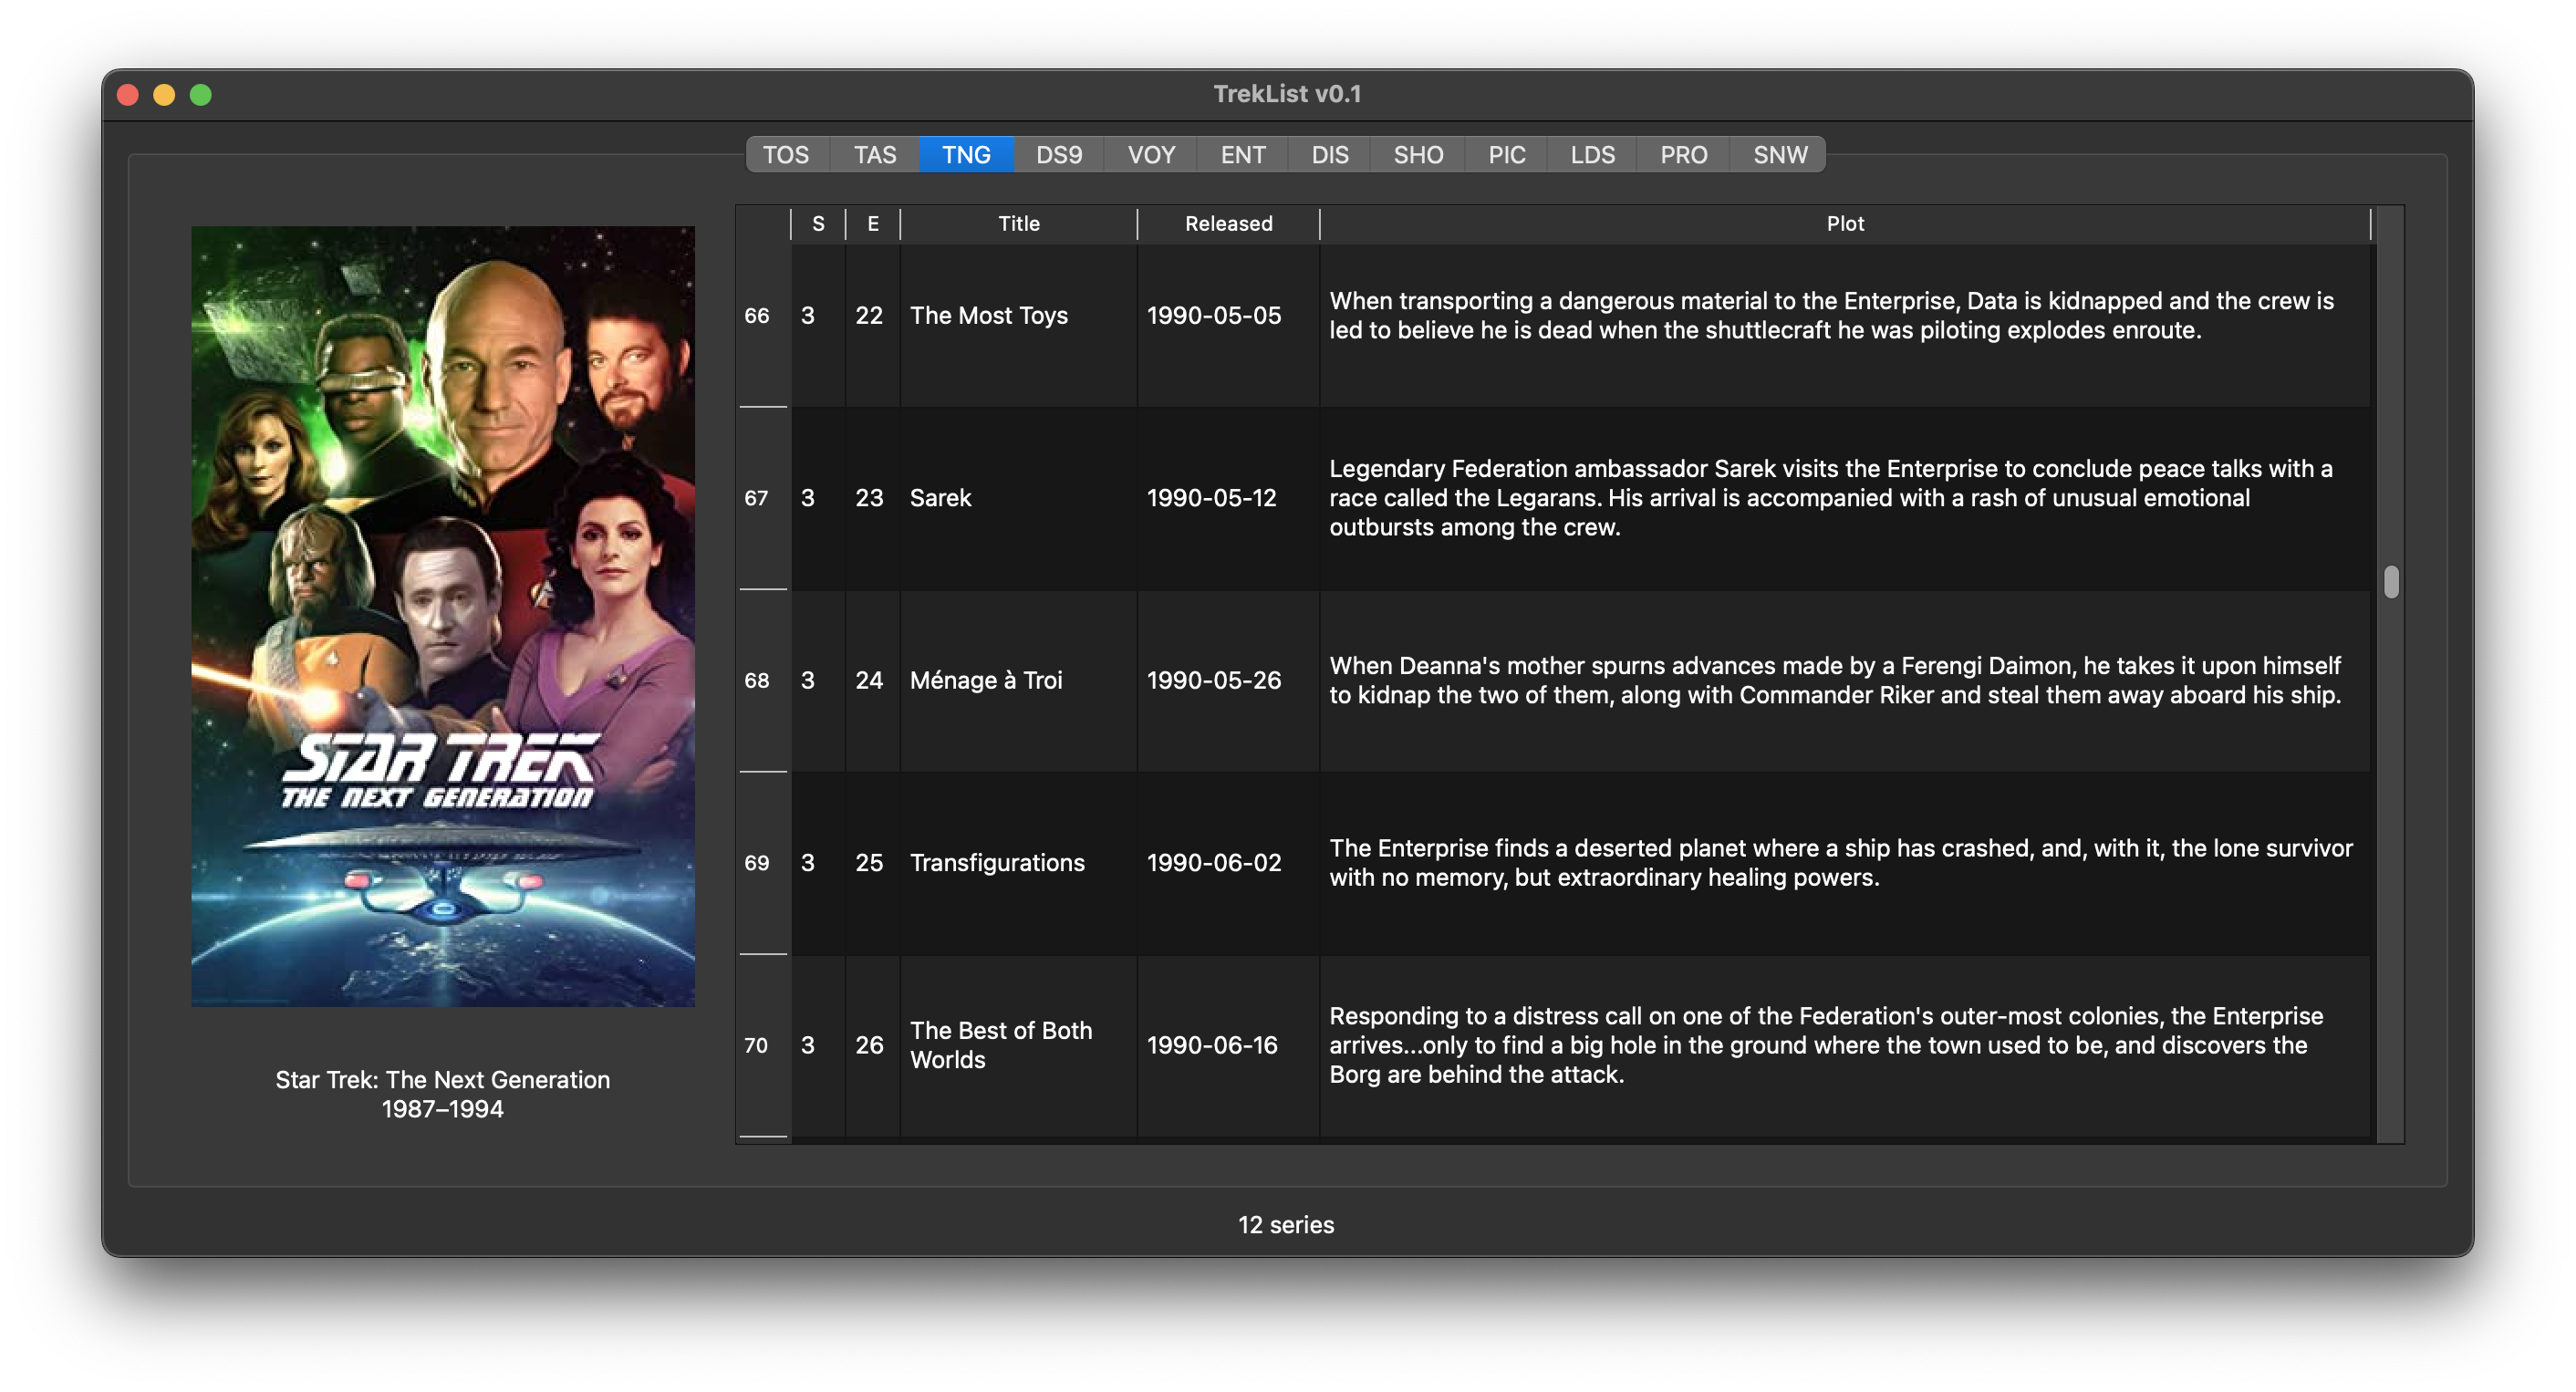 TrekList v0.1
TOS TAS TNG DS9 VOY ENT DIS SHO PIC LDS PRO SNW
STAR TREK
THE NEXT GENERATION
Star Trek: The Next Generation
1987–1994
S E Title Released Plot
66 3 22 The Most Toys 1990-05-05 When transporting a dangerous material to the Enterprise, Data is kidnapped and the crew is
led to believe he is dead when the shuttlecraft he was piloting explodes enroute.
67 3 23 Sarek 1990-05-12 Legendary Federation ambassador Sarek visits the Enterprise to conclude peace talks with a
race called the Legarans. His arrival is accompanied with a rash of unusual emotional
outbursts among the crew.
68 3 24 Ménage à Troi 1990-05-26 When Deanna's mother spurns advances made by a Ferengi Daimon, he takes it upon himself
to kidnap the two of them, along with Commander Riker and steal them away aboard his ship.
69 3 25 Transfigurations 1990-06-02 The Enterprise finds a deserted planet where a ship has crashed, and, with it, the lone survivor
with no memory, but extraordinary healing powers.
70 3 26 The Best of Both
Worlds 1990-06-16 Responding to a distress call on one of the Federation's outer-most colonies, the Enterprise
arrives...only to find a big hole in the ground where the town used to be, and discovers the
Borg are behind the attack.
12 series